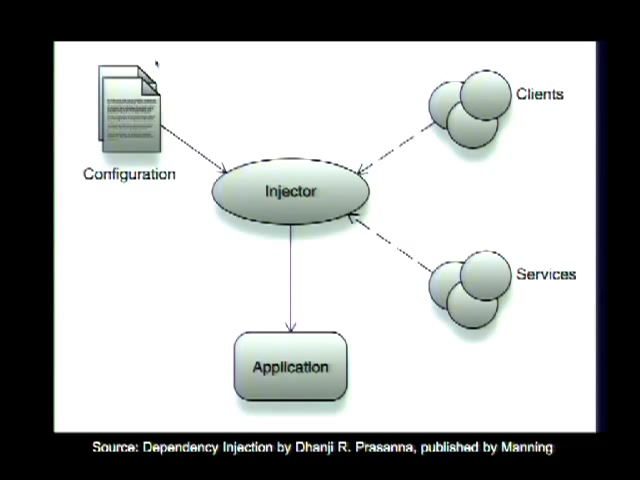 Clients
Configuration
Injector
Services
Application
Source: Dependency Injection by Dhanji R. Prasanna, published by Manning